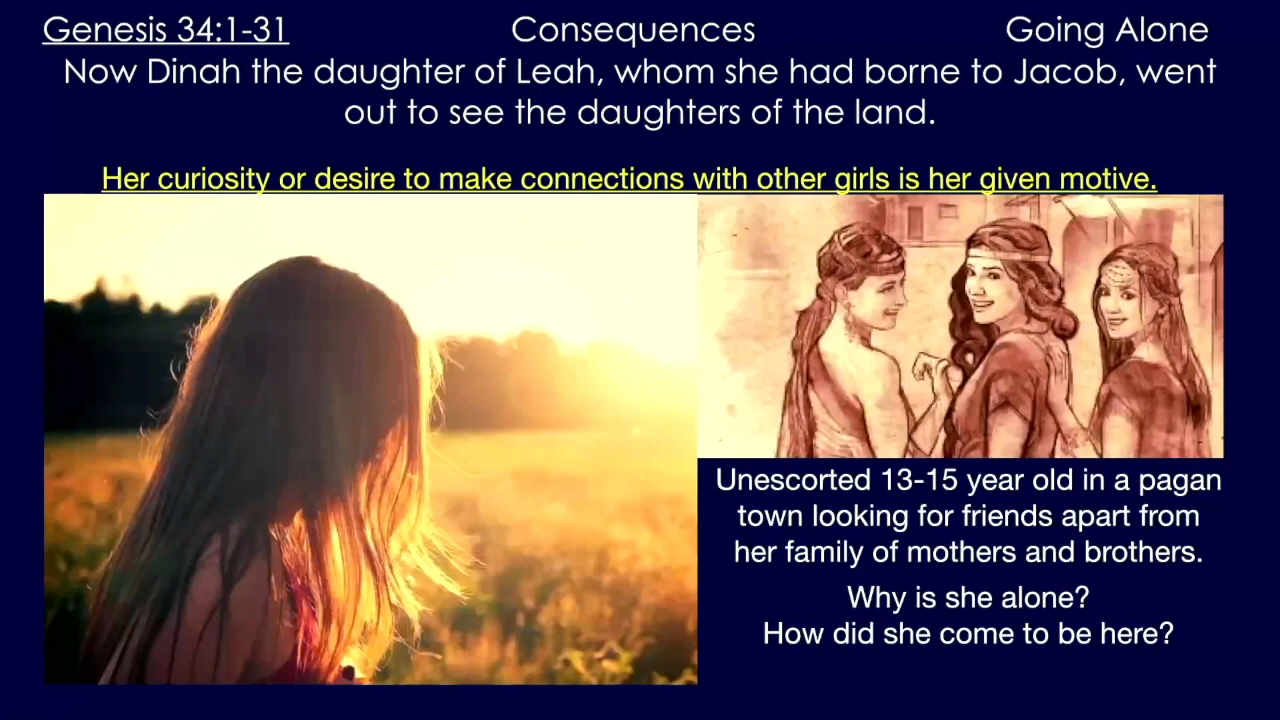 Genesis 34:1-31 Consequences Going Alone
Now Dinah the daughter of Leah, whom she had borne to Jacob, went
out to see the daughters of the land.
Her curiosity or desire to make connections with other girls is her given motive.
Unescorted 13-15 year old in a pagan
town looking for friends apart from
her family of mothers and brothers.
Why is she alone?
How did she come to be here?